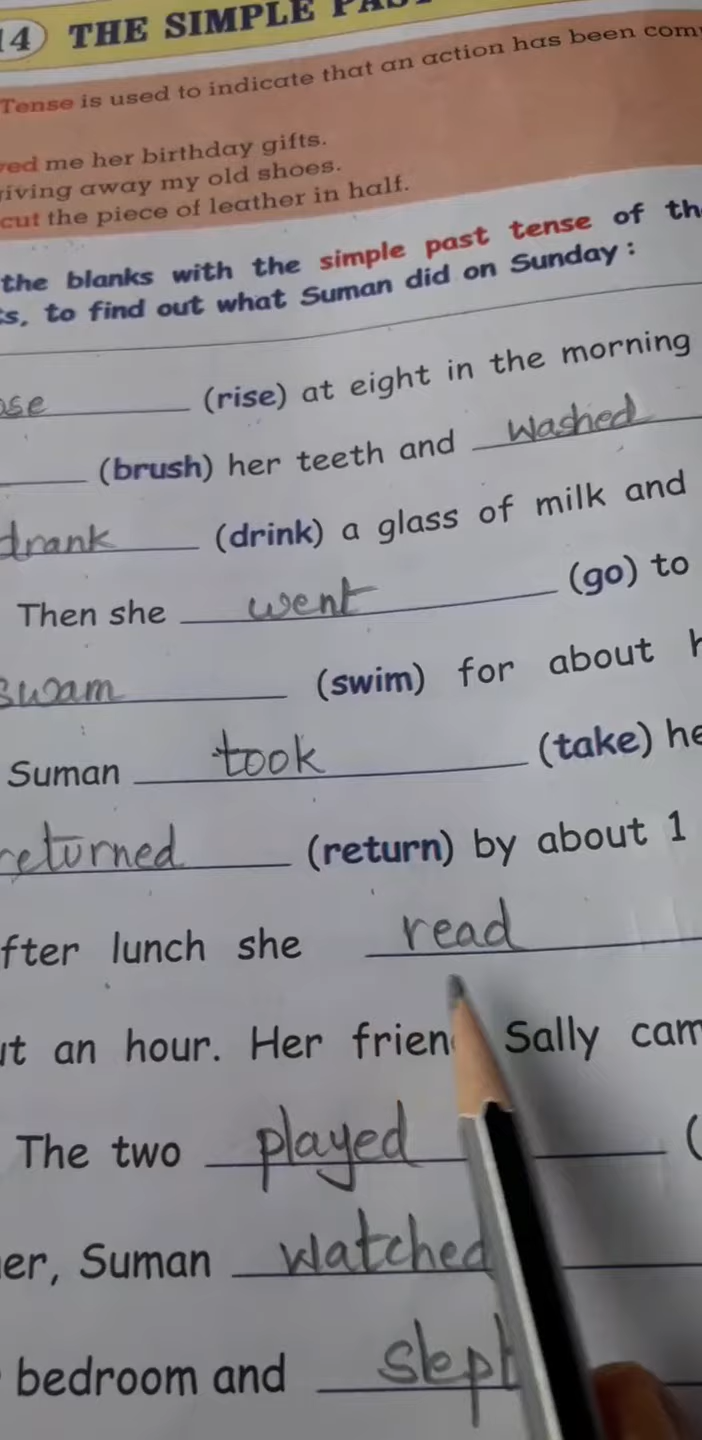 14 THE SIMPLE PAST
Tense is used to indicate that an action has been com
me her birthday gifts.
giving away my old shoes.
cut the piece of leather in half.
the blanks with the simple past tense of th
to find out what Suman did on Sunday :
ose (rise) at eight in the morning
(brush) her teeth and washed
drank (drink) a glass of milk and
Then she went (go) to
swam (swim) for about h
Suman took (take) he
returned (return) by about 1
fter lunch she read
ut an hour. Her frien Sally cam
The two played (
er, Suman watched
bedroom and slept